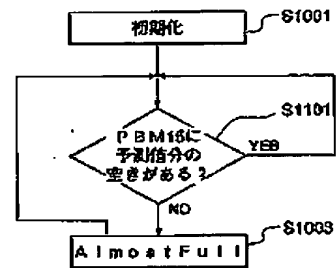 初期化
S1001
PBM16に
予測信分の
空きがある？
S1101
YES
NO
AlmostFull
S1003